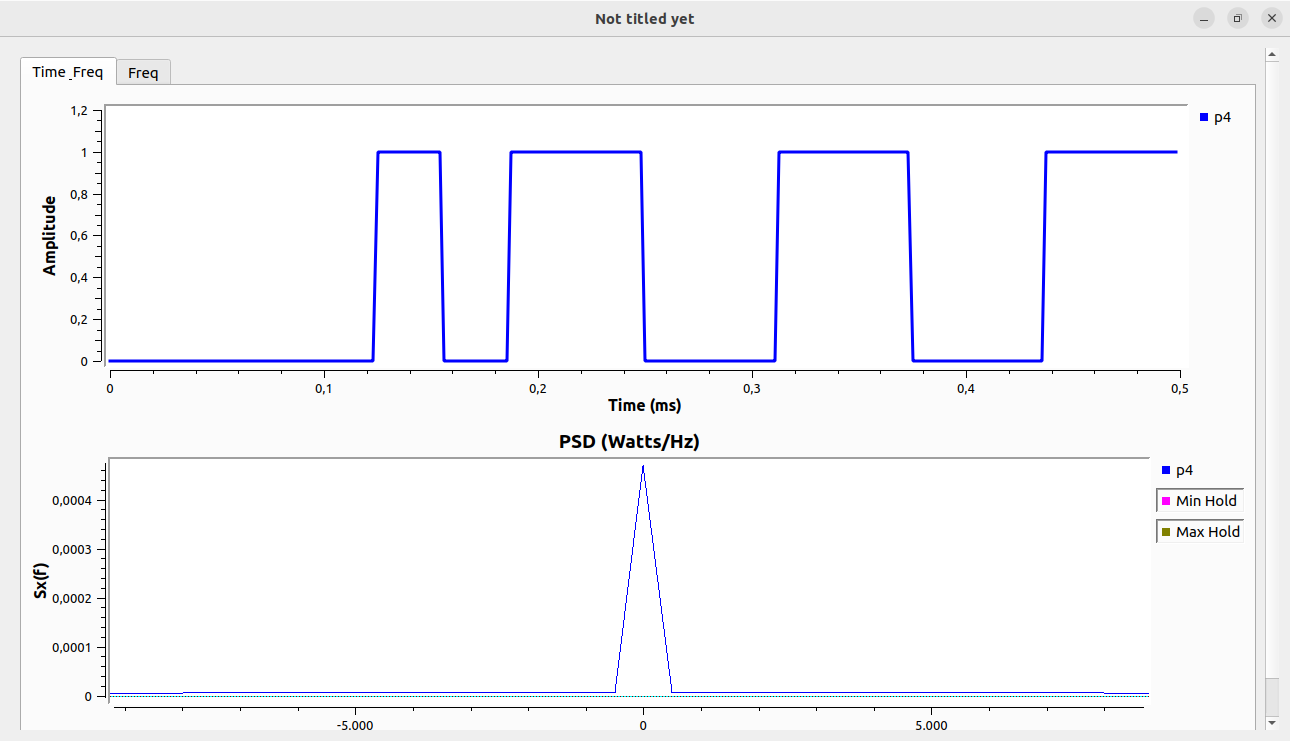 Not titled yet
Time_Freq
Freq
1,2
1
0,8
0,6
0,4
0,2
0
Amplitude
p4
0
0,1
0,2
0,3
0,4
0,5
Time (ms)
PSD (Watts/Hz)
0,0004
0,0003
0,0002
0,0001
0
Sx(f)
p4
Min Hold
Max Hold
-5.000
0
5.000